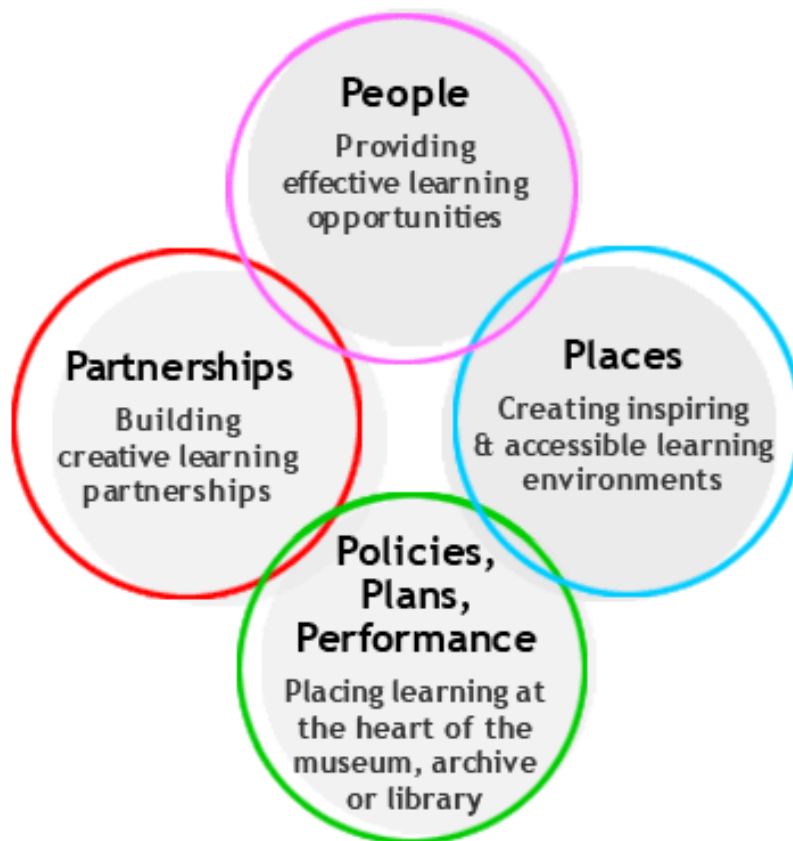 People
Providing
effective learning
opportunities
Partnerships
Building
creative learning
partnerships
Places
Creating inspiring
& accessible learning
environments
Policies,
Plans,
Performance
Placing learning at
the heart of the
museum, archive
or library